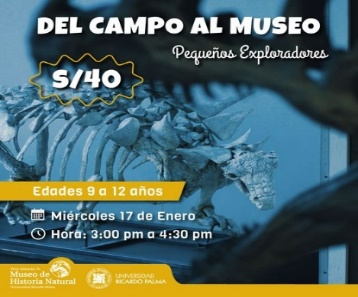 DEL CAMPO AL MUSEO
Pequeños Exploradores
S/40
Edades 9 a 12 años
Miércoles 17 de Enero
Hora: 3:00 pm a 4:30 pm
Museo de
Historia Natural
UNIVERSIDAD
RICARDO PALMA